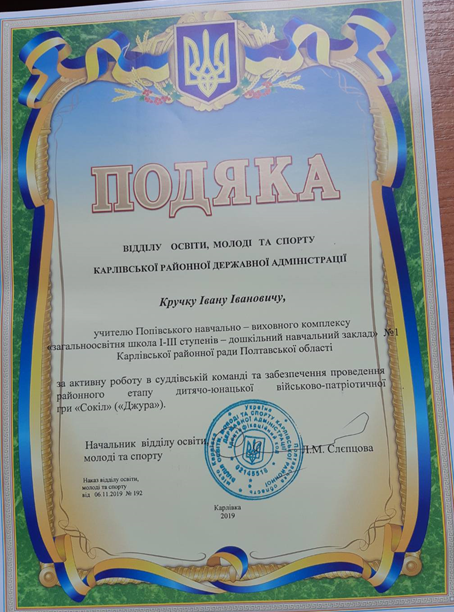 ПОДЯКА
ВІДДІЛУ ОСВІТИ, МОЛОДІ ТА СПОРТУ
КАРЛІВСЬКОЇ РАЙОННОЇ ДЕРЖАВНОЇ АДМІНІСТРАЦІЇ
Кручку Івану Івановичу,
учителю Попівського навчально – виховного комплексу
«загальноосвітня школа І-ІІІ ступенів – дошкільний навчальний заклад» №1
Карлівської районної ради Полтавської області
за активну роботу в суддівській команді та забезпечення проведення
районного етапу дитячо-юнацької військово-патріотичної
гри «Сокіл» («Джура»).
Начальник відділу освіти,
молоді та спорту
Л.М. Слєпцова
Україна
02145516
Наказ відділу освіти,
молоді та спорту
від 06.11.2019 № 192
Карлівка
2019